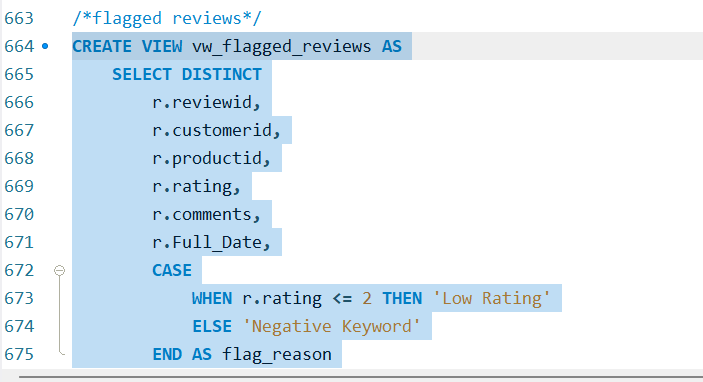 663 /*flagged reviews*/
664 CREATE VIEW vw_flagged_reviews AS
665 SELECT DISTINCT
666 r.reviewid,
667 r.customerid,
668 r.productid,
669 r.rating,
670 r.comments,
671 r.Full_Date,
672 CASE
673 WHEN r.rating <= 2 THEN 'Low Rating'
674 ELSE 'Negative Keyword'
675 END AS flag_reason